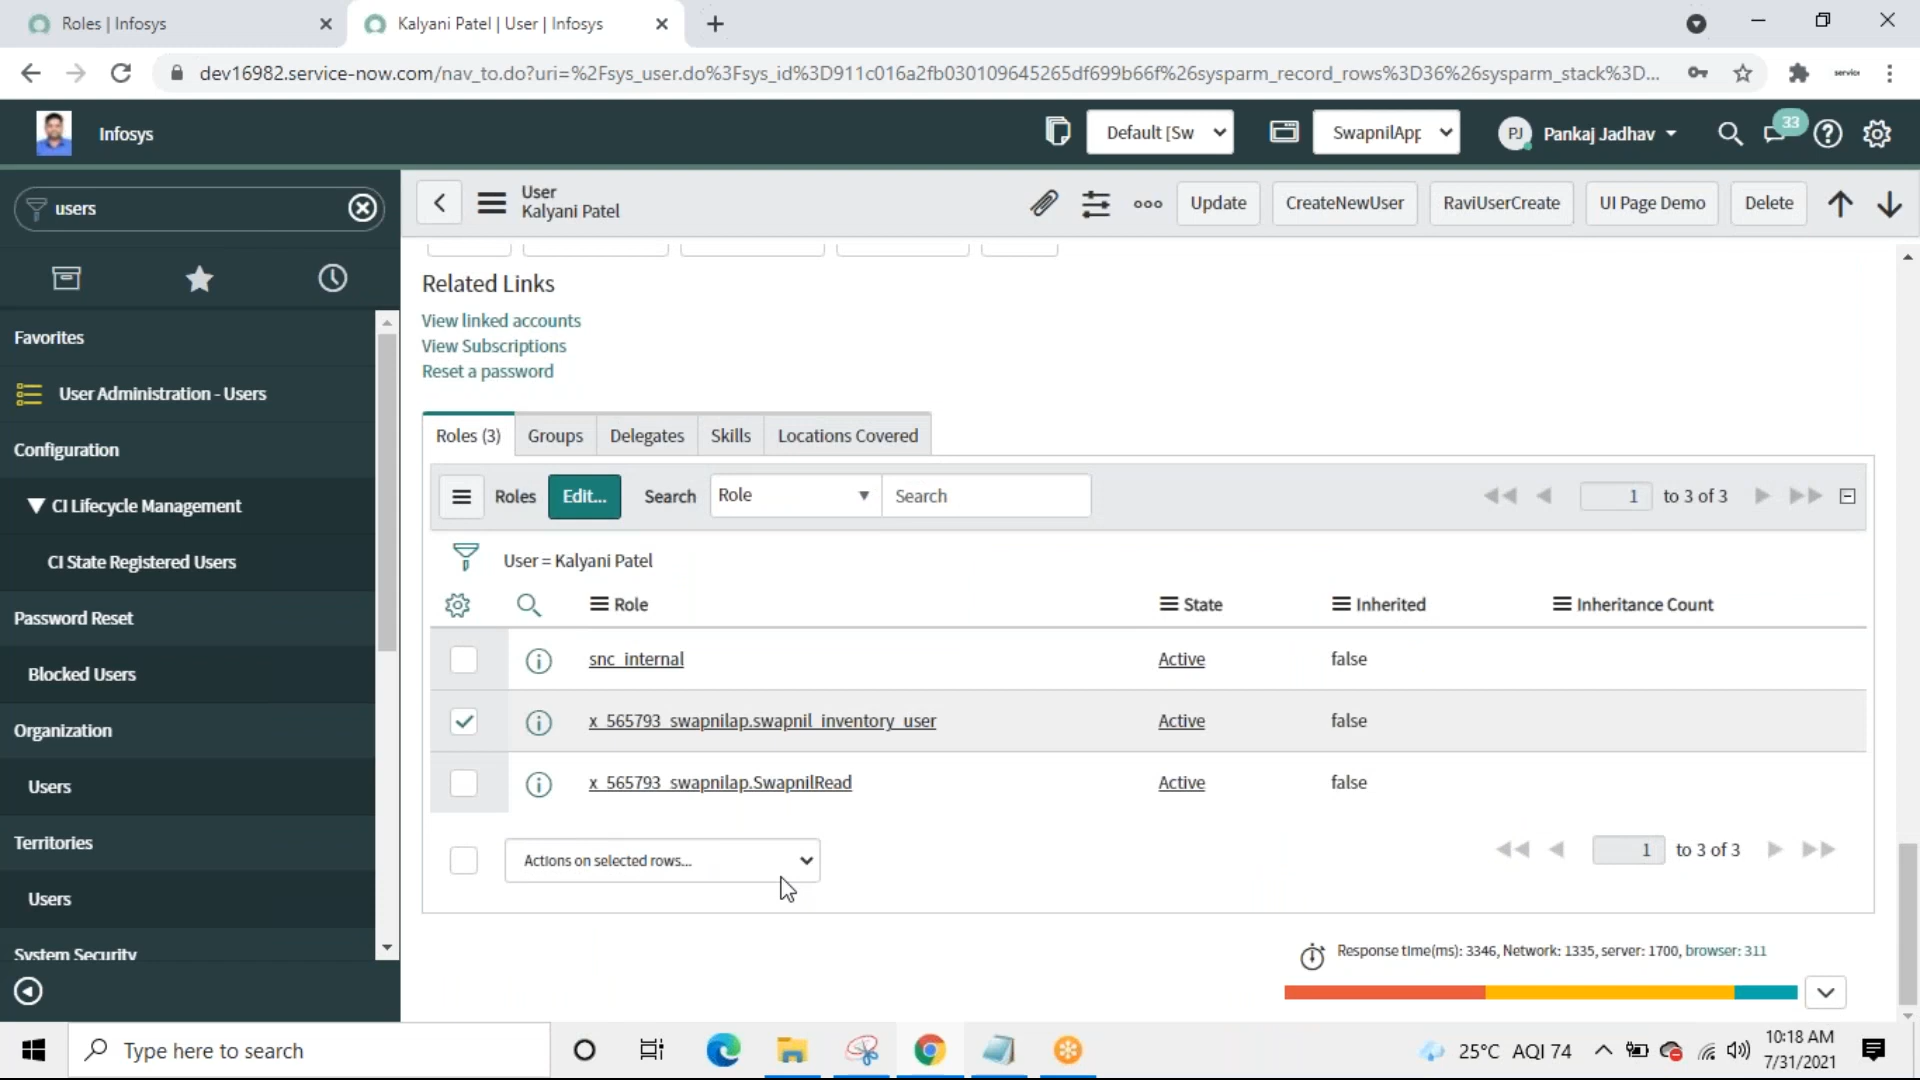 Roles | Infosys
Kalyani Patel | User | Infosys
dev16982.service-now.com/nav_to.do?uri=%2Fsys_user.do%3Fsys_id%3D911c016a2fb030109645265df699b66f%26sysparm_record_rows%3D36%26sysparm_stack%3D...
service
Infosys
Default [Sw
SwapnilApp
PJ
Pankaj Jadhav
33
users
User
Kalyani Patel
Update
CreateNewUser
RaviUserCreate
UI Page Demo
Delete
Favorites
User Administration - Users
Configuration
CI Lifecycle Management
CI State Registered Users
Password Reset
Blocked Users
Organization
Users
Territories
Users
System Security
Related Links
View linked accounts
View Subscriptions
Reset a password
Roles (3)
Groups
Delegates
Skills
Locations Covered
Roles
Edit...
Search
Role
Search
1 to 3 of 3
User = Kalyani Patel
Role
State
Inherited
Inheritance Count
snc_internal
Active
false
x_565793_swapnilap.swapnil_inventory_user
Active
false
x_565793_swapnilap.SwapnilRead
Active
false
Actions on selected rows...
1 to 3 of 3
Response time(ms): 3346, Network: 1335, server: 1700, browser: 311
Type here to search
25°C AQI 74
10:18 AM
7/31/2021